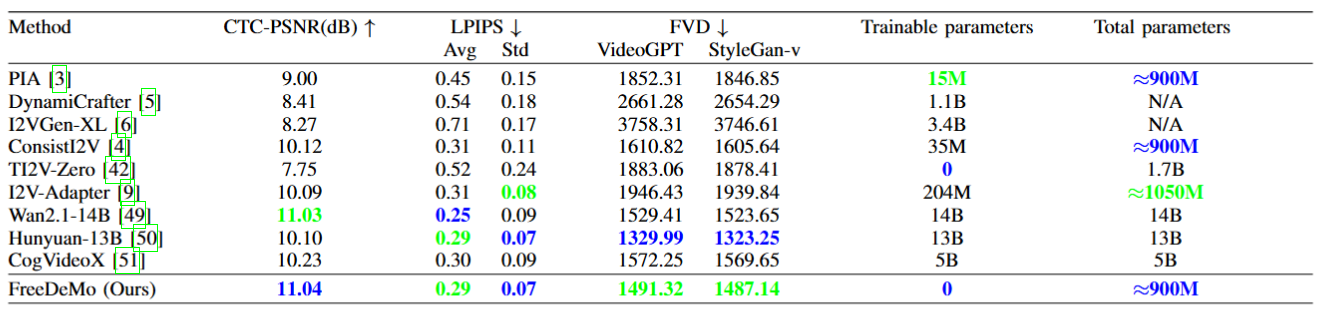 Method CTC-PSNR(dB) ↑ LPIPS ↓ FVD ↓ Trainable parameters Total parameters
Avg Std VideoGPT StyleGan-v
PIA [3] 9.00 0.45 0.15 1852.31 1846.85 15M ≈900M
DynamiCrafter [5] 8.41 0.54 0.18 2661.28 2654.29 1.1B N/A
I2VGen-XL [6] 8.27 0.71 0.17 3758.31 3746.61 3.4B N/A
ConsistI2V [4] 10.12 0.31 0.11 1610.82 1605.64 35M ≈900M
TI2V-Zero [42] 7.75 0.52 0.24 1883.06 1878.41 0 1.7B
I2V-Adapter [9] 10.09 0.31 0.08 1946.43 1939.84 204M ≈1050M
Wan2.1-14B [49] 11.03 0.25 0.09 1529.41 1523.65 14B 14B
Hunyuan-13B [50] 10.10 0.29 0.07 1329.99 1323.25 13B 13B
CogVideoX [51] 10.23 0.30 0.09 1572.25 1569.65 5B 5B
FreeDeMo (Ours) 11.04 0.29 0.07 1491.32 1487.14 0 ≈900M